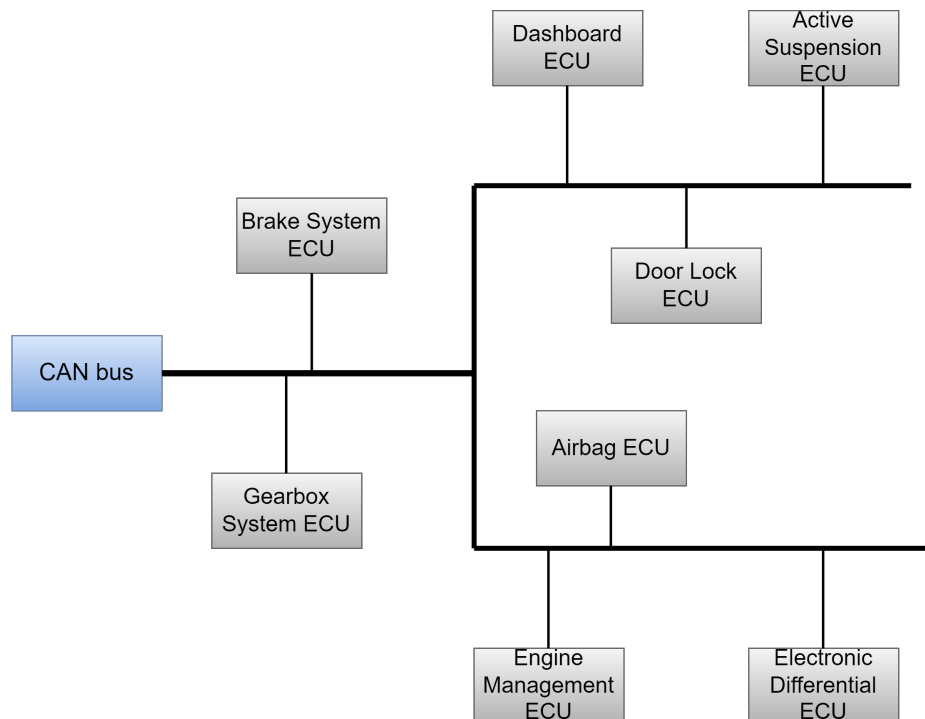 Dashboard
ECU
Active
Suspension
ECU
Brake System
ECU
Door Lock
ECU
CAN bus
Airbag ECU
Gearbox
System ECU
Engine
Management
ECU
Electronic
Differential
ECU